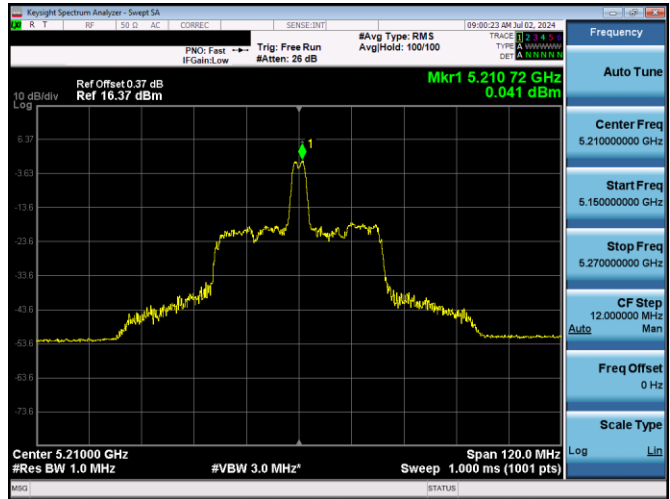 Keysight Spectrum Analyzer - Swept SA
LXI R T RF 50 Ω AC CORREC SENSE:INT 09:00:23 AM Jul 02, 2024
#Avg Type: RMS TRACE 1 2 3 4 5 6
PNO: Fast Trig: Free Run Avg|Hold: 100/100 TYPE A WWWWW
IFGain:Low #Atten: 26 dB DET A N N N N N
Mkr1 5.210 72 GHz
0.041 dBm
Ref Offset 0.37 dB
10 dB/div Ref 16.37 dBm
Log
1
6.37
-3.63
-13.6
-23.6
-33.6
-43.6
-53.6
-63.6
-73.6
Center 5.21000 GHz Span 120.0 MHz
#Res BW 1.0 MHz #VBW 3.0 MHz* Sweep 1.000 ms (1001 pts)
MSG STATUS
Frequency
Auto Tune
Center Freq
5.210000000 GHz
Start Freq
5.150000000 GHz
Stop Freq
5.270000000 GHz
CF Step
12.000000 MHz
Auto Man
Freq Offset
0 Hz
Scale Type
Log Lin